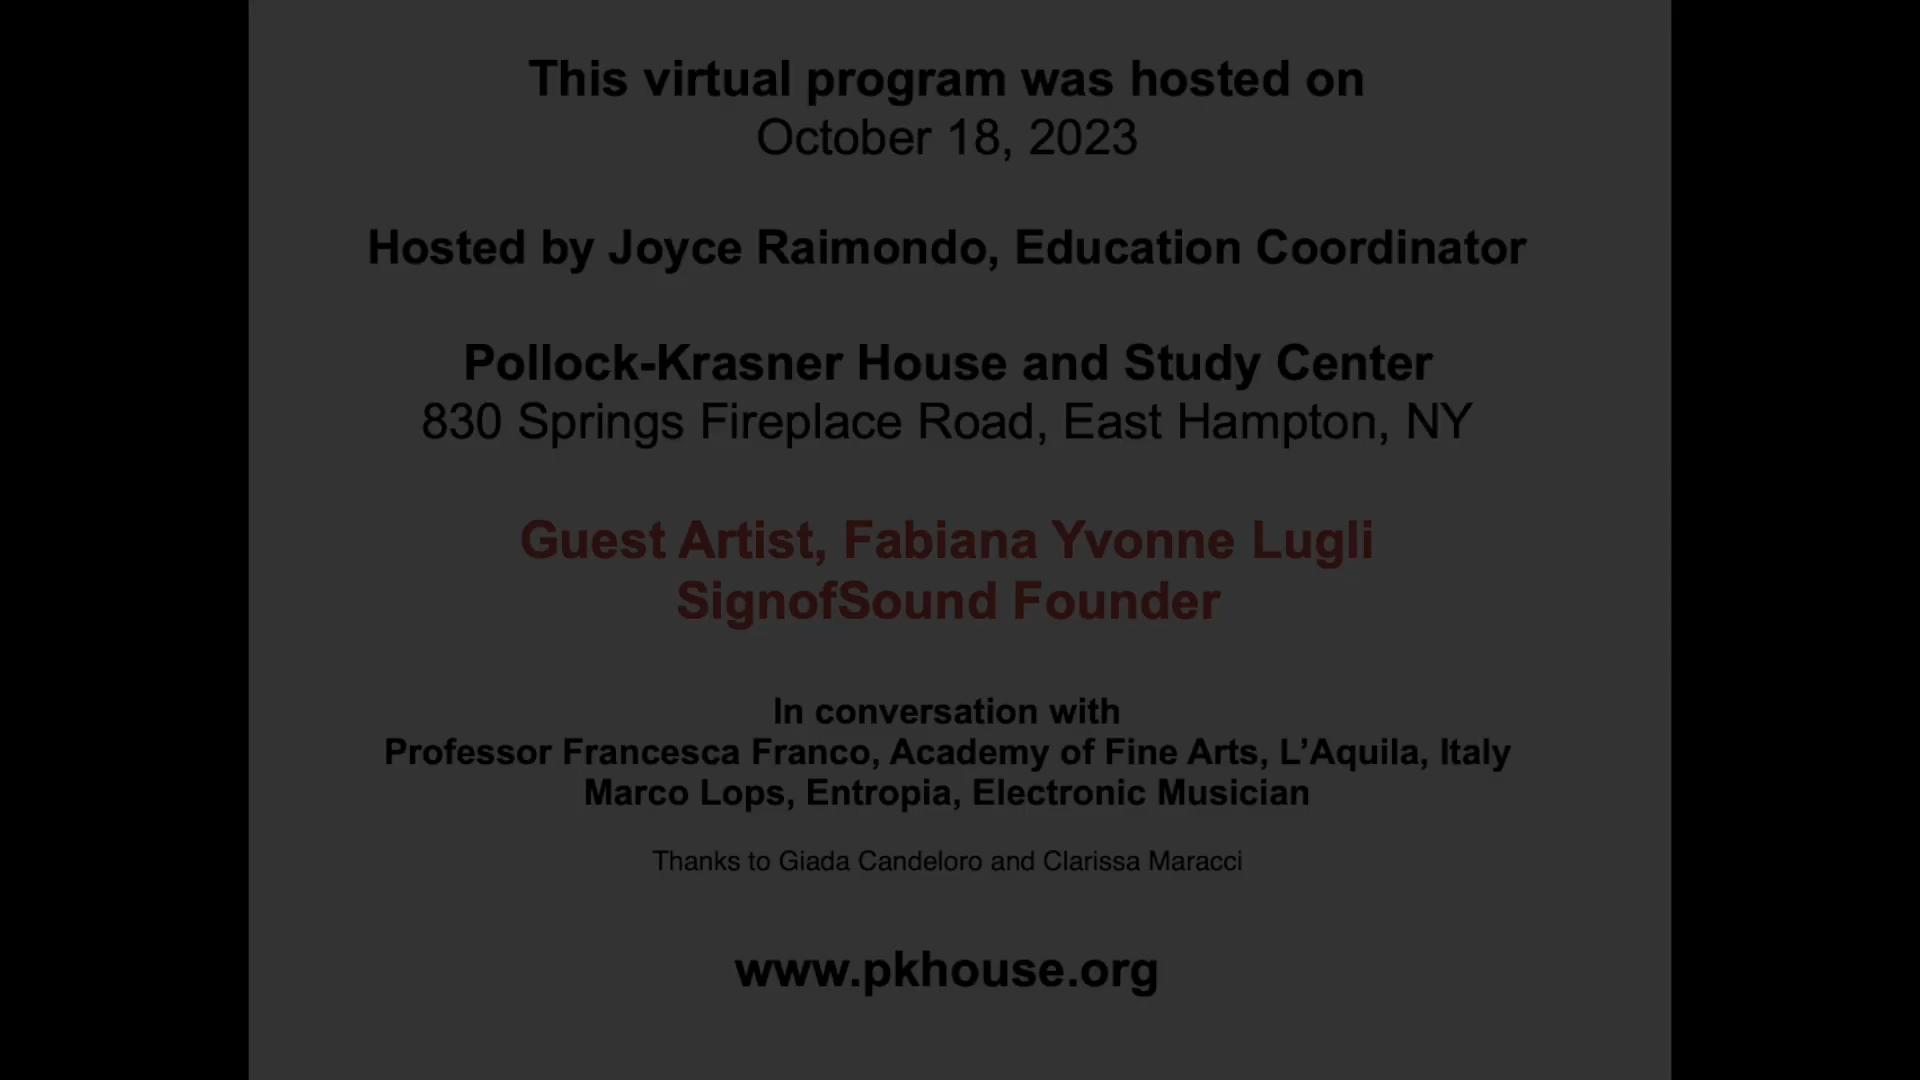 This virtual program was hosted on
October 18, 2023
Hosted by Joyce Raimondo, Education Coordinator
Pollock-Krasner House and Study Center
830 Springs Fireplace Road, East Hampton, NY
Guest Artist, Fabiana Yvonne Lugli
SignofSound Founder
In conversation with
Professor Francesca Franco, Academy of Fine Arts, L’Aquila, Italy
Marco Lops, Entropia, Electronic Musician
Thanks to Giada Candeloro and Clarissa Maracci
www.pkhouse.org